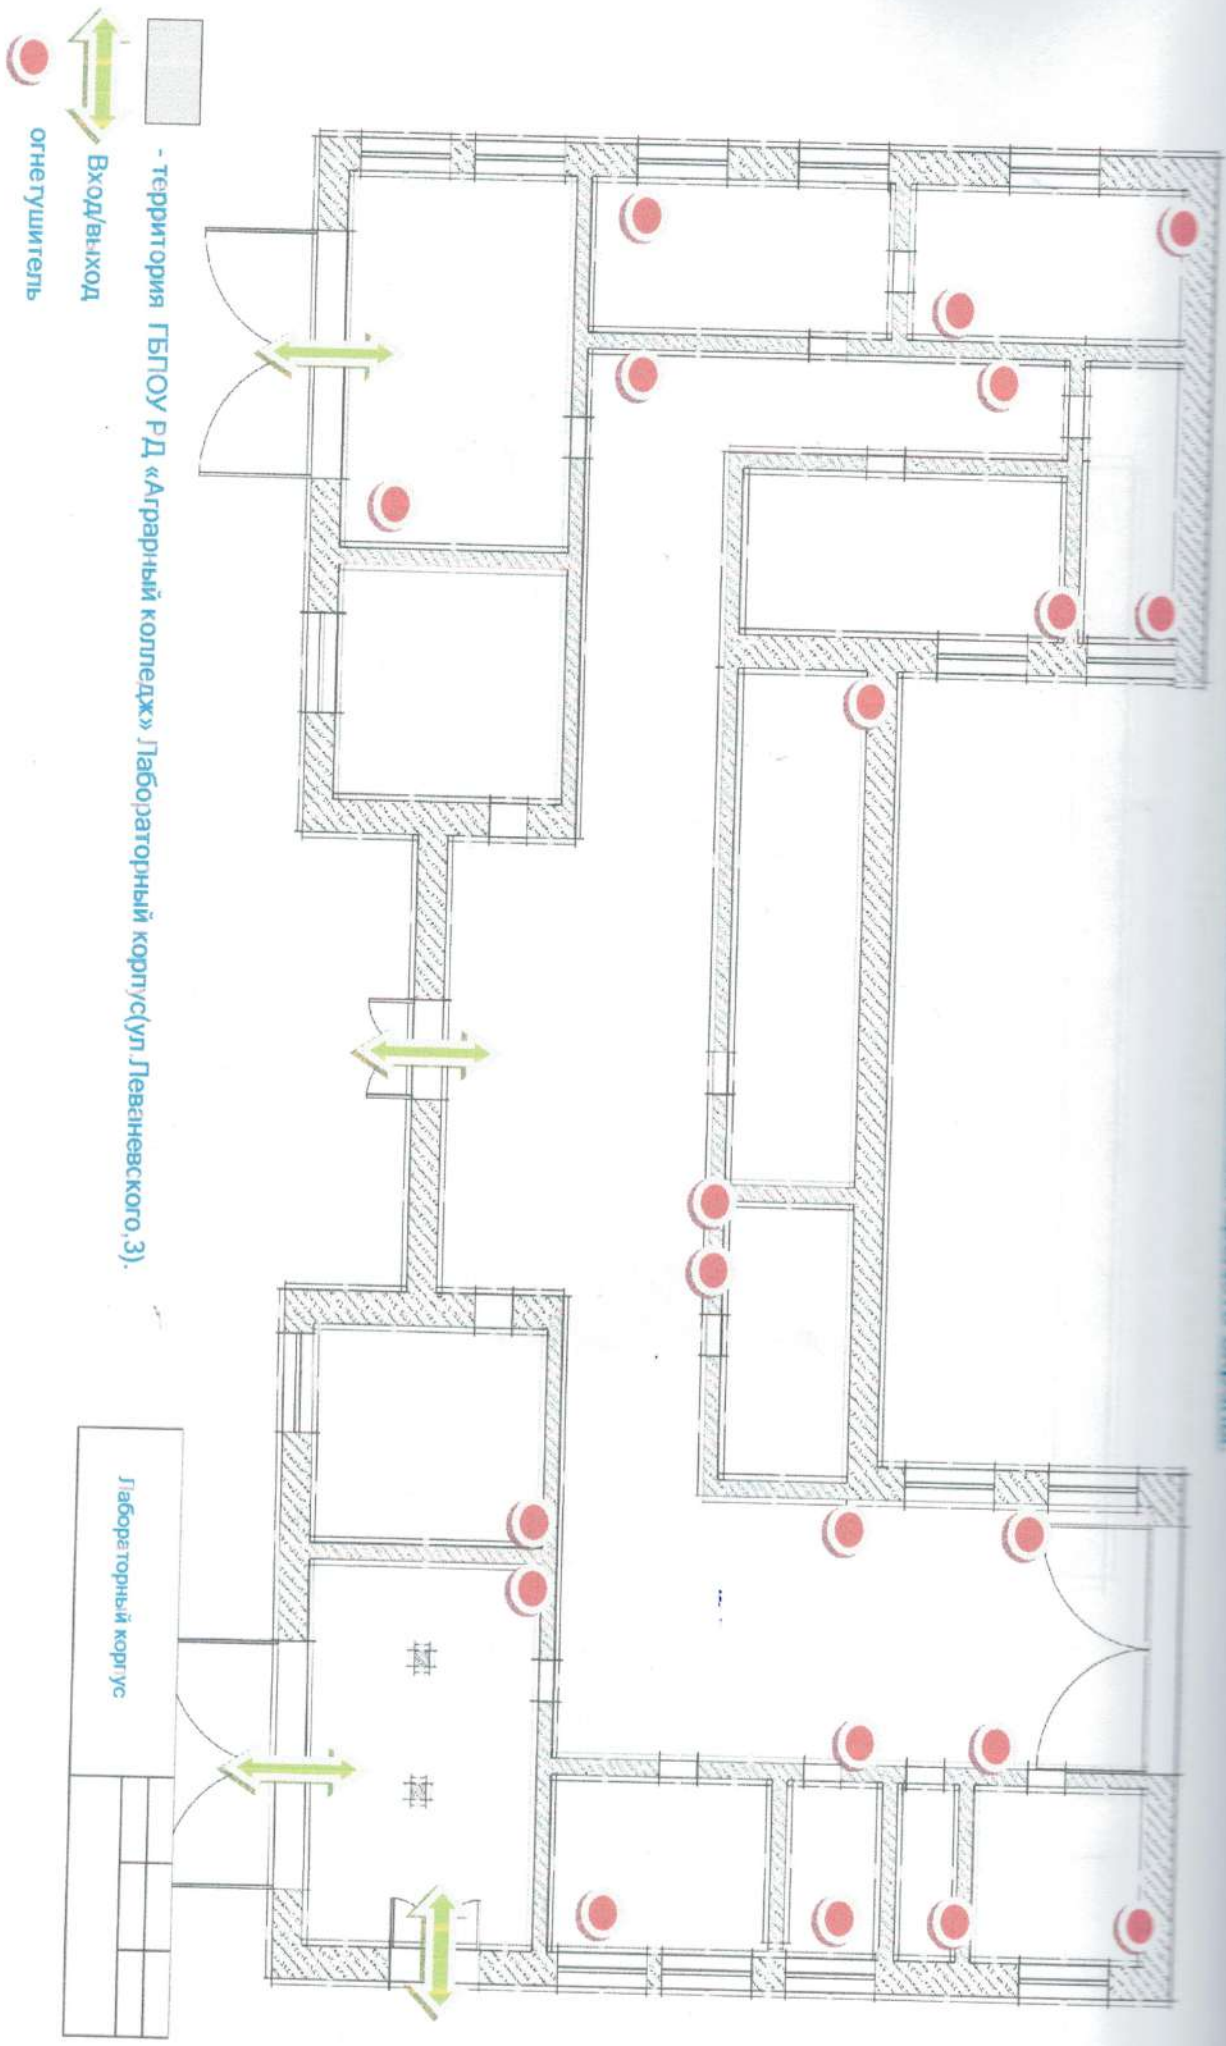 - территория ГБПОУ РД «Аграрный колледж» Лабораторный корпус(ул.Леваневского,3).
Вход/выход
огнетушитель
Лабораторный корпус